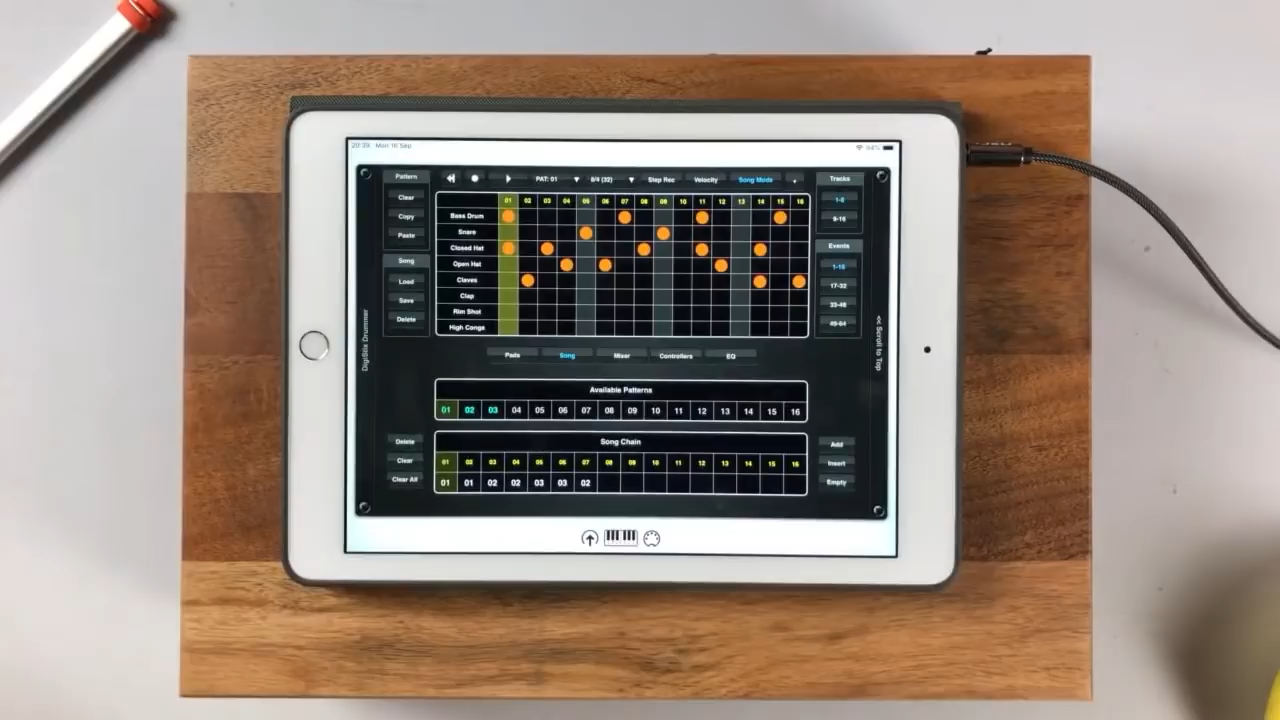 20:39 Mon 16 Sep
94%
Pattern
PAT: 01 8/4 (32) Step Rec Velocity Song Mode
Tracks
Clear
Copy
Paste
01 02 03 04 05 06 07 08 09 10 11 12 13 14 15 16
1-8
9-16
Bass Drum
Snare
Closed Hat
Open Hat
Claves
Clap
Rim Shot
High Conga
Song
Load
Save
Delete
Events
1-16
17-32
33-48
49-64
DigiStix Drummer
<< Scroll to Top
Pads Song Mixer Controllers EQ
Available Patterns
01 02 03 04 05 06 07 08 09 10 11 12 13 14 15 16
Song Chain
Delete
Clear
Clear All
01 02 03 04 05 06 07 08 09 10 11 12 13 14 15 16
01 01 02 02 03 03 02
Add
Insert
Empty